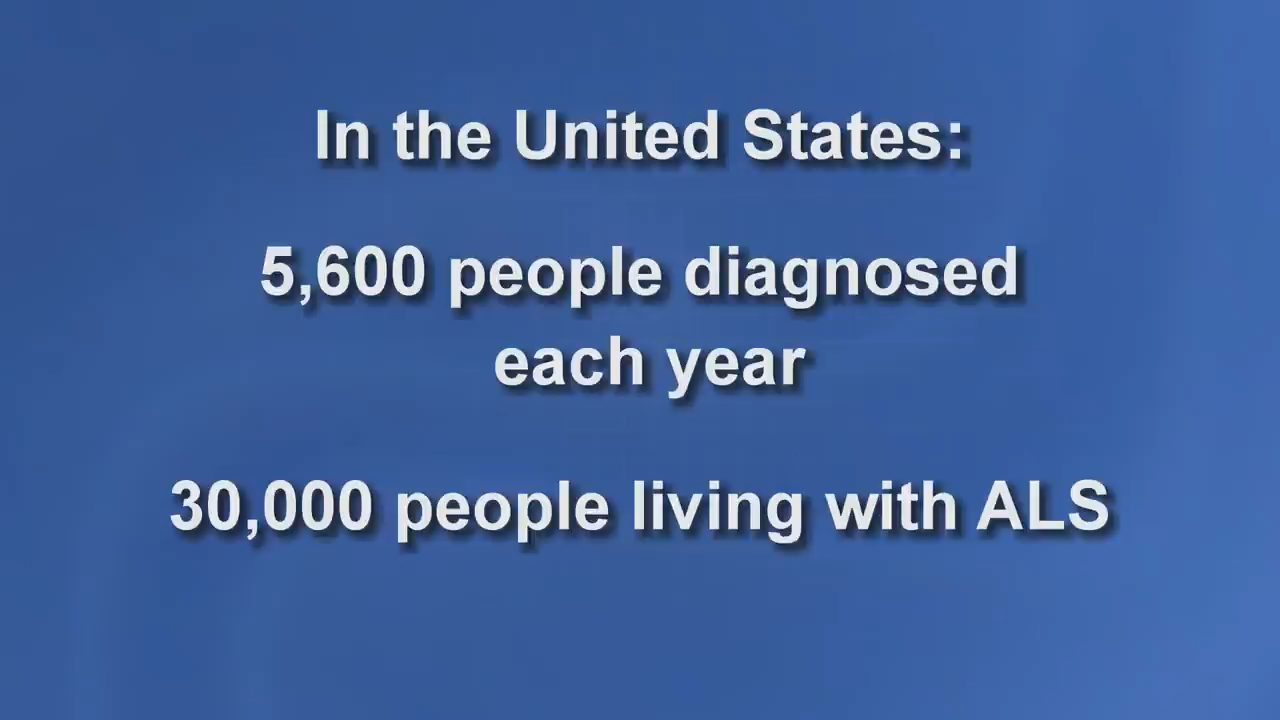 In the United States:
5,600 people diagnosed
each year
30,000 people living with ALS